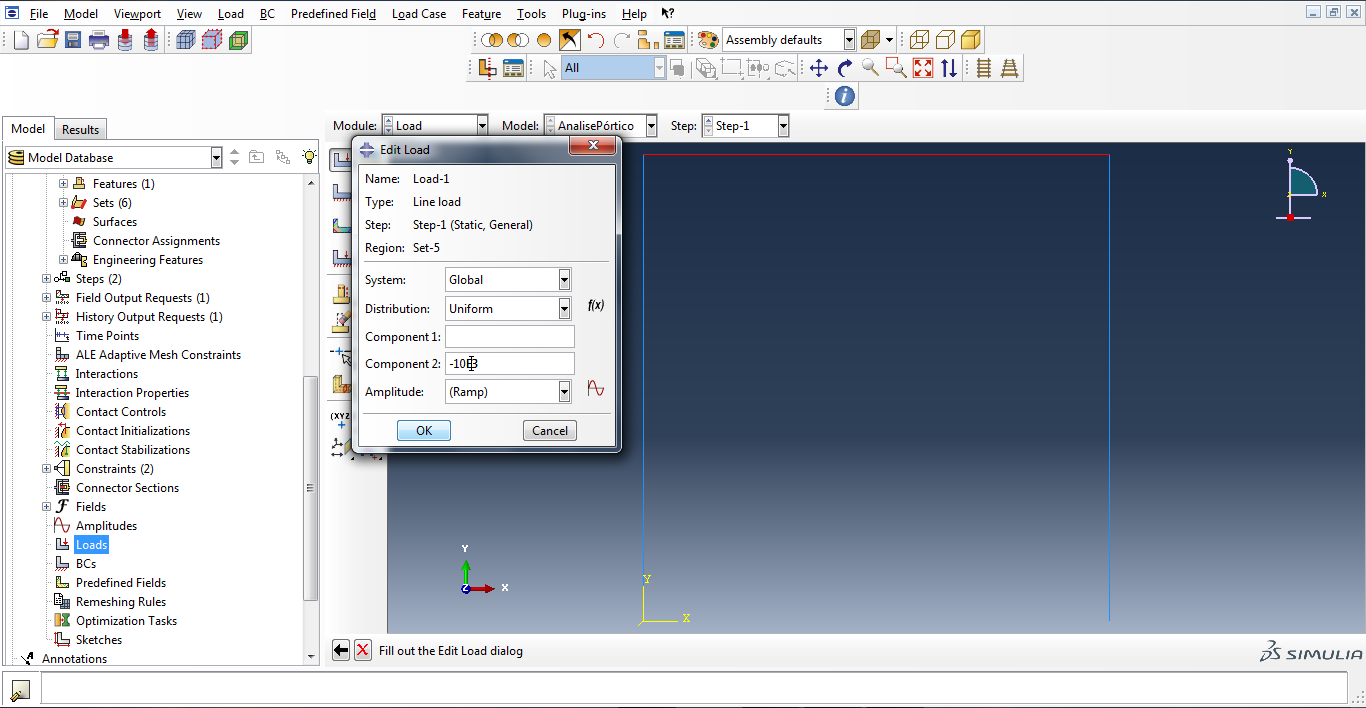 File Model Viewport View Load BC Predefined Field Load Case Feature Tools Plug-ins Help ?
Assembly defaults
All
i
Model Results
Module: Load Model: AnalisePórtico Step: Step-1
Model Database
Features (1)
Sets (6)
Surfaces
Connector Assignments
Engineering Features
Steps (2)
Field Output Requests (1)
History Output Requests (1)
Time Points
ALE Adaptive Mesh Constraints
Interactions
Interaction Properties
Contact Controls
Contact Initializations
Contact Stabilizations
Constraints (2)
Connector Sections
Fields
Amplitudes
Loads
BCs
Predefined Fields
Remeshing Rules
Optimization Tasks
Sketches
Annotations
(XYZ
Edit Load
Name: Load-1
Type: Line load
Step: Step-1 (Static, General)
Region: Set-5
System: Global
Distribution: Uniform f(x)
Component 1:
Component 2: -10E3
Amplitude: (Ramp)
OK Cancel
Y
X
Z
Y
X
Z
Y
X
Fill out the Edit Load dialog
SIMULIA